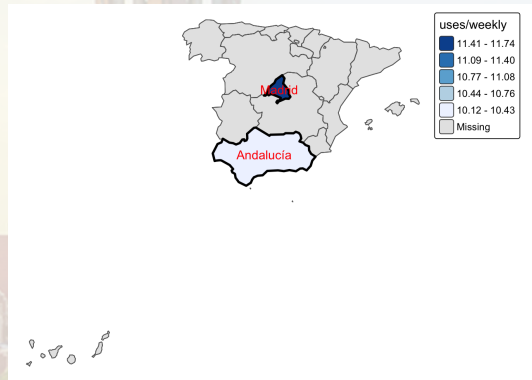 uses/weekly
11.41 - 11.74
11.09 - 11.40
10.77 - 11.08
10.44 - 10.76
10.12 - 10.43
Missing
Madrid
Andalucía